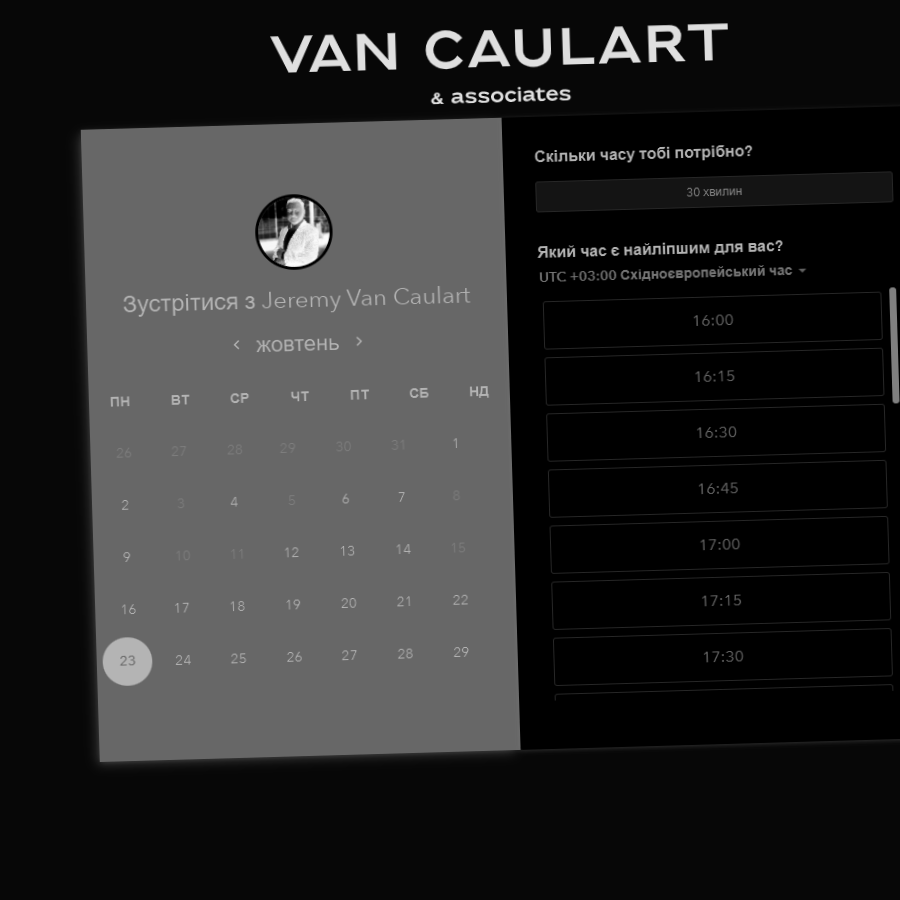 VAN CAULART
& associates
Зустрітися з Jeremy Van Caulart
жовтень
ПН ВТ СР ЧТ ПТ СБ НД
26 27 28 29 30 31 1
2 3 4 5 6 7 8
9 10 11 12 13 14 15
16 17 18 19 20 21 22
23 24 25 26 27 28 29
Скільки часу тобі потрібно?
30 хвилин
Який час є найліпшим для вас?
UTC +03:00 Східноєвропейський час
16:00
16:15
16:30
16:45
17:00
17:15
17:30